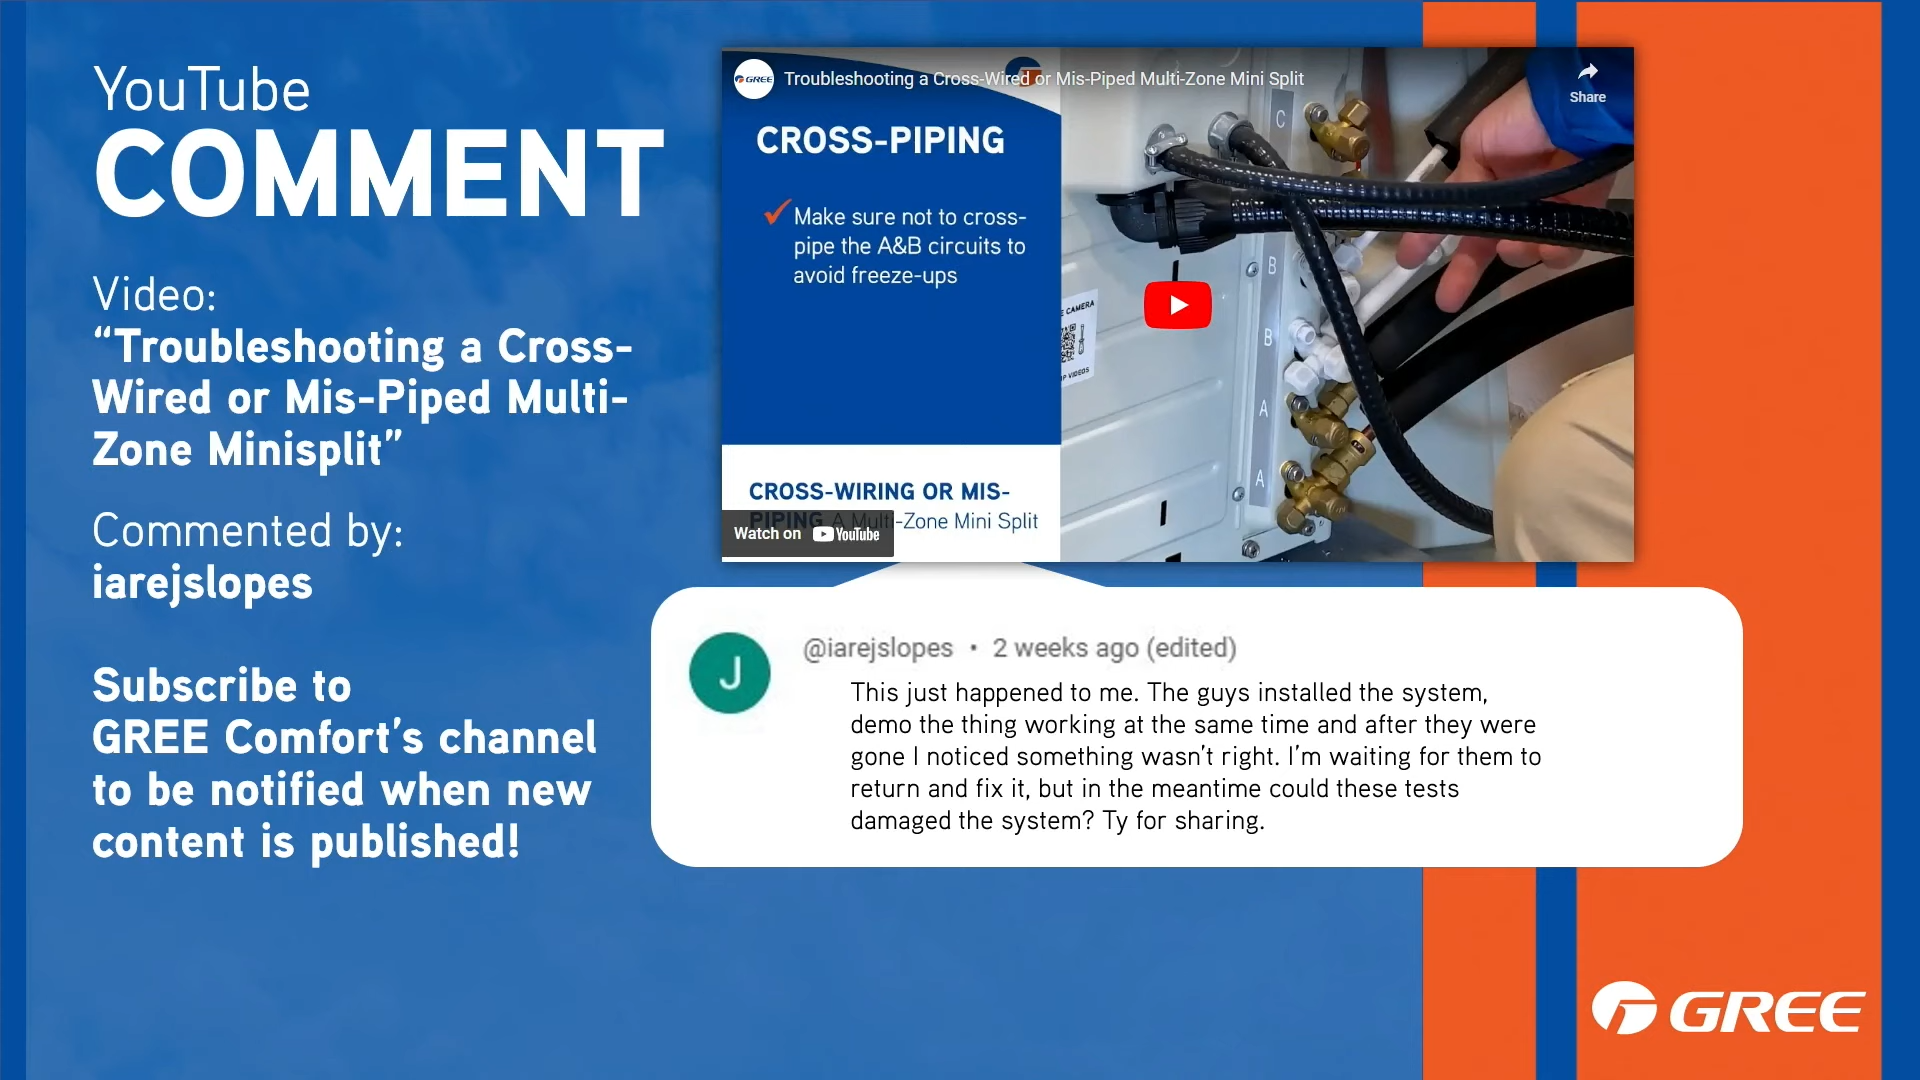 YouTube
COMMENT
Video:
“Troubleshooting a Cross-
Wired or Mis-Piped Multi-
Zone Minisplit”
Commented by:
iarejslopes
Subscribe to
GREE Comfort’s channel
to be notified when new
content is published!
GREE
Troubleshooting a Cross-Wired or Mis-Piped Multi-Zone Mini Split
Share
CROSS-PIPING
✓ Make sure not to cross-
pipe the A&B circuits to
avoid freeze-ups
CROSS-WIRING OR MIS-
PIPING A Multi-Zone Mini Split
Watch on YouTube
C
B
B
A
A
CAMERA
VIDEOS
J
@iarejslopes • 2 weeks ago (edited)
This just happened to me. The guys installed the system,
demo the thing working at the same time and after they were
gone I noticed something wasn’t right. I’m waiting for them to
return and fix it, but in the meantime could these tests
damaged the system? Ty for sharing.
GREE